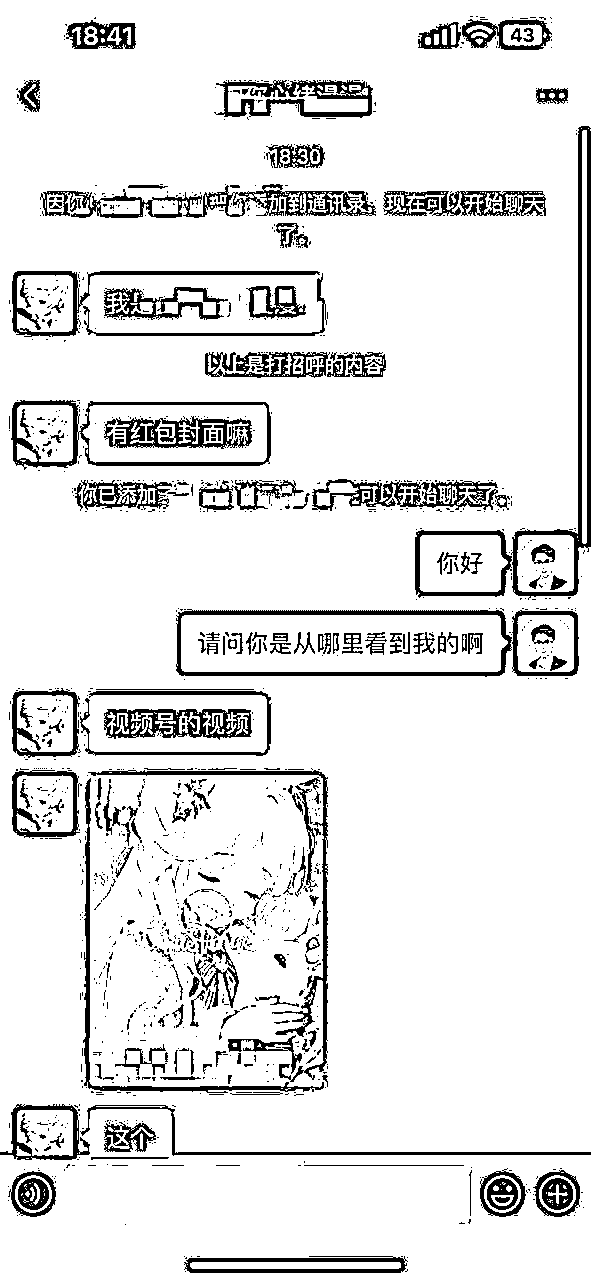 18:41
43
18:30
因你
加到通讯录，现在可以开始聊天
了。
我是
以上是打招呼的内容
有红包封面嘛
你已添加了
可以开始聊天了。
你好
请问你是从哪里看到我的啊
视频号的视频
这个